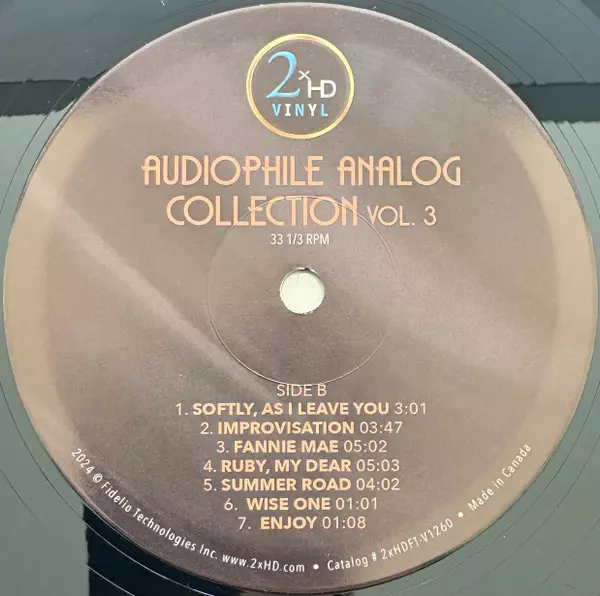 2xHD
VINYL
AUDIOPHILE ANALOG
COLLECTION VOL. 3
33 1/3 RPM
SIDE B
1. SOFTLY, AS I LEAVE YOU 3:01
2. IMPROVISATION 03:47
3. FANNIE MAE 05:02
4. RUBY, MY DEAR 05:03
5. SUMMER ROAD 04:02
6. WISE ONE 01:01
7. ENJOY 01:08
2024 © Fidelio Technologies Inc. www.2xHD.com • Catalog # 2xHDFT-V1260 • Made in Canada